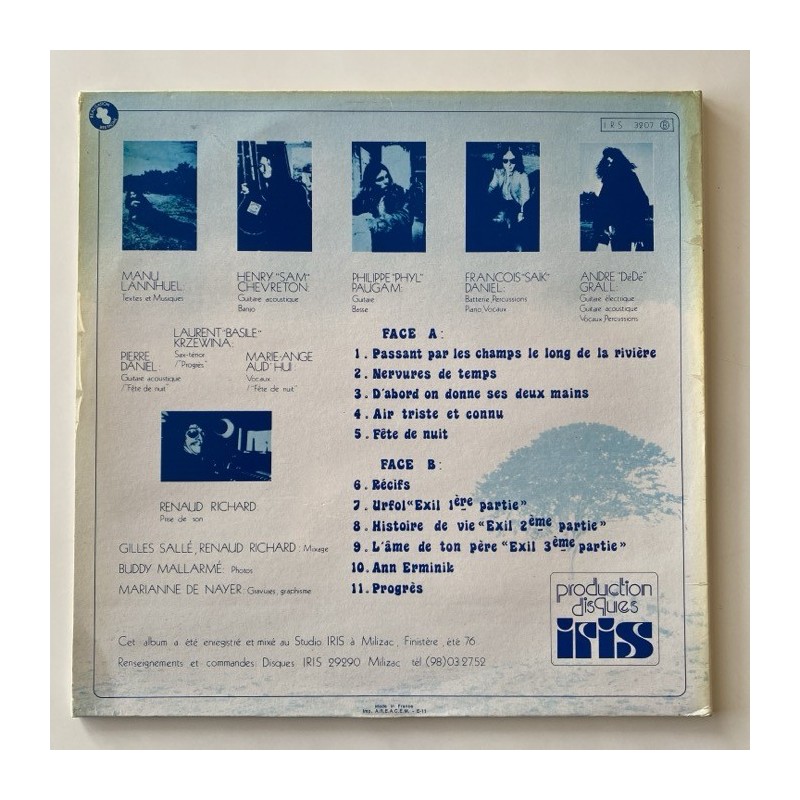 IRS 3207 B
MANU
LANNHUEL
Textes et Musiques
HENRY "SAM"
CHEVRETON:
Guitare acoustique
Banjo
PHILIPPE "PHYL"
PAUGAM:
Guitare
Basse
FRANCOIS "SAIK"
DANIEL:
Batterie, Percussions
Piano, Vocaux
ANDRE "DéDé"
GRALL:
Guitare électrique
Guitare acoustique
Vocaux, Percussions
LAURENT "BASILE"
KRZEWINA:
Sax-ténor
/"Progrès"
PIERRE
DANIEL:
Guitare acoustique
/"Fête de nuit"
MARIE-ANGE
AUD'HUI:
Vocaux
/"Fête de nuit"
FACE A:
1. Passant par les champs le long de la rivière
2. Nervures de temps
3. D'abord on donne ses deux mains
4. Air triste et connu
5. Fête de nuit
FACE B:
6. Récifs
7. Urfol "Exil 1ère partie"
8. Histoire de vie "Exil 2ème partie"
9. L'âme de ton père "Exil 3ème partie"
10. Ann Erminik
11. Progrès
RENAUD RICHARD
Prise de son
GILLES SALLÉ, RENAUD RICHARD: Mixage
BUDDY MALLARMÉ: Photos
MARIANNE DE NAYER Gravures, graphisme
production
disques
iris
Cet album a été enregistré et mixé au Studio IRIS à Milizac, Finistère, été 76
Renseignements et commandes: Disques IRIS 29290 Milizac tél. (98) 03 27 52
Made in France
Imp. A.R.E.A.C.E.M. - E-11